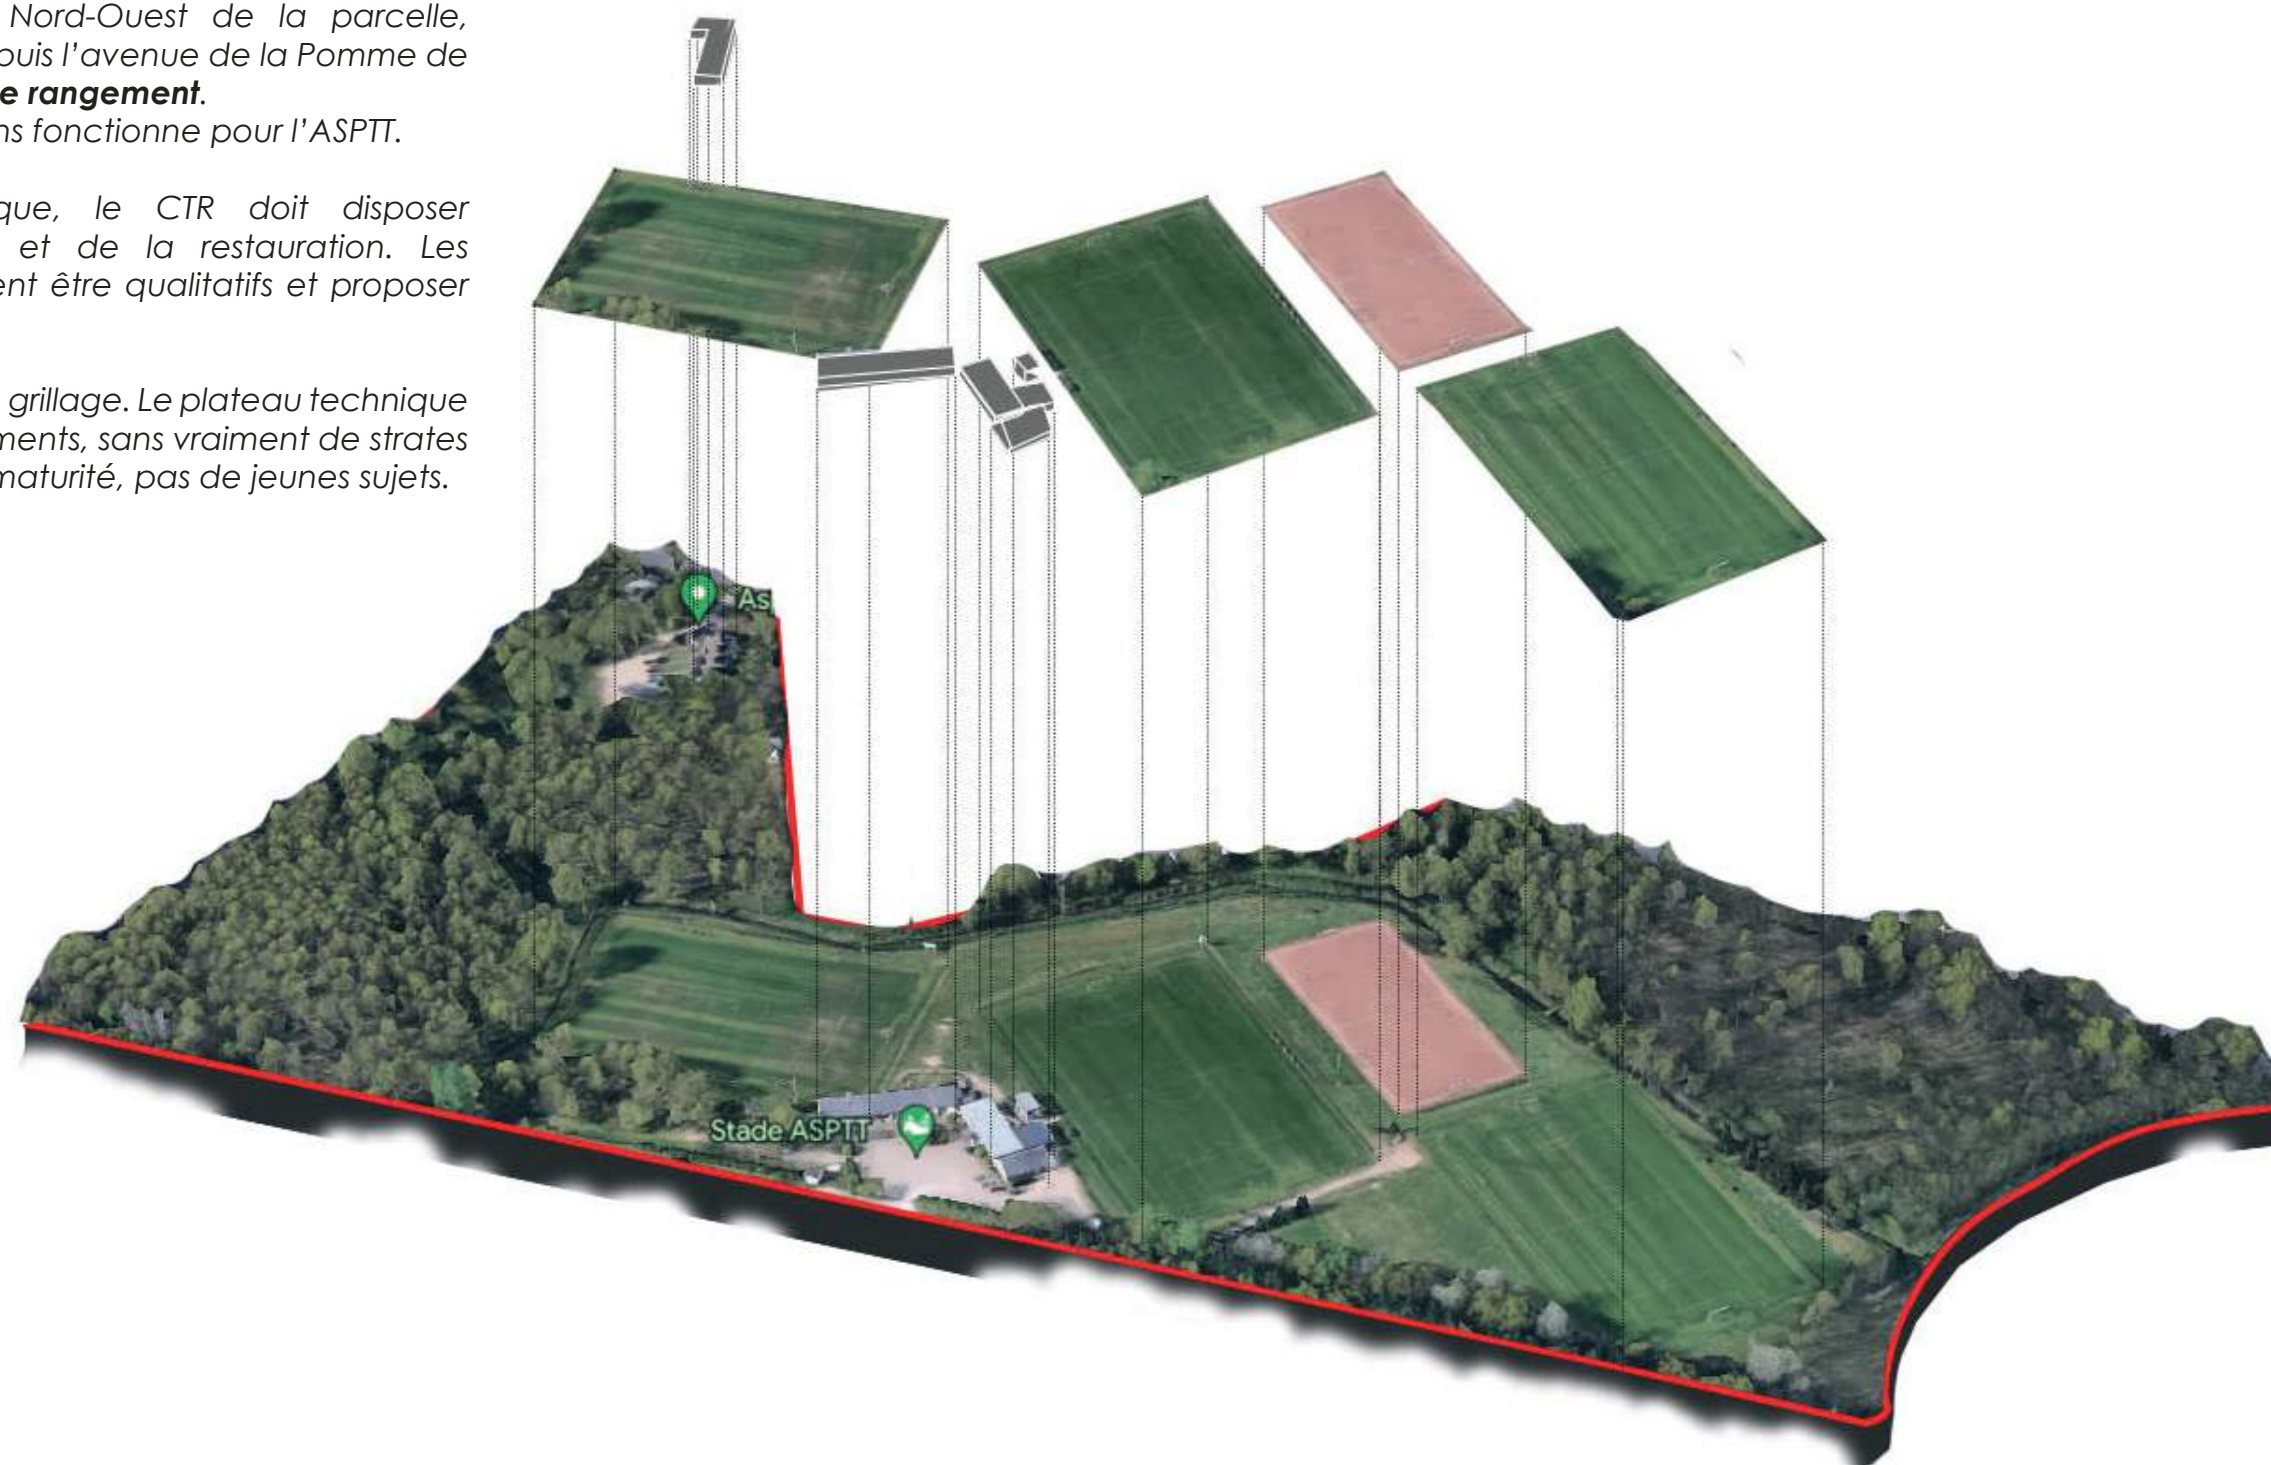 Nord-Ouest de la parcelle,
puis l'avenue de la Pomme de
e rangement.
ns fonctionne pour l'ASPTT.
que, le CTR doit disposer
et de la restauration. Les
ent être qualitatifs et proposer
grillage. Le plateau technique
ments, sans vraiment de strates
maturité, pas de jeunes sujets.
As
Stade ASPTT